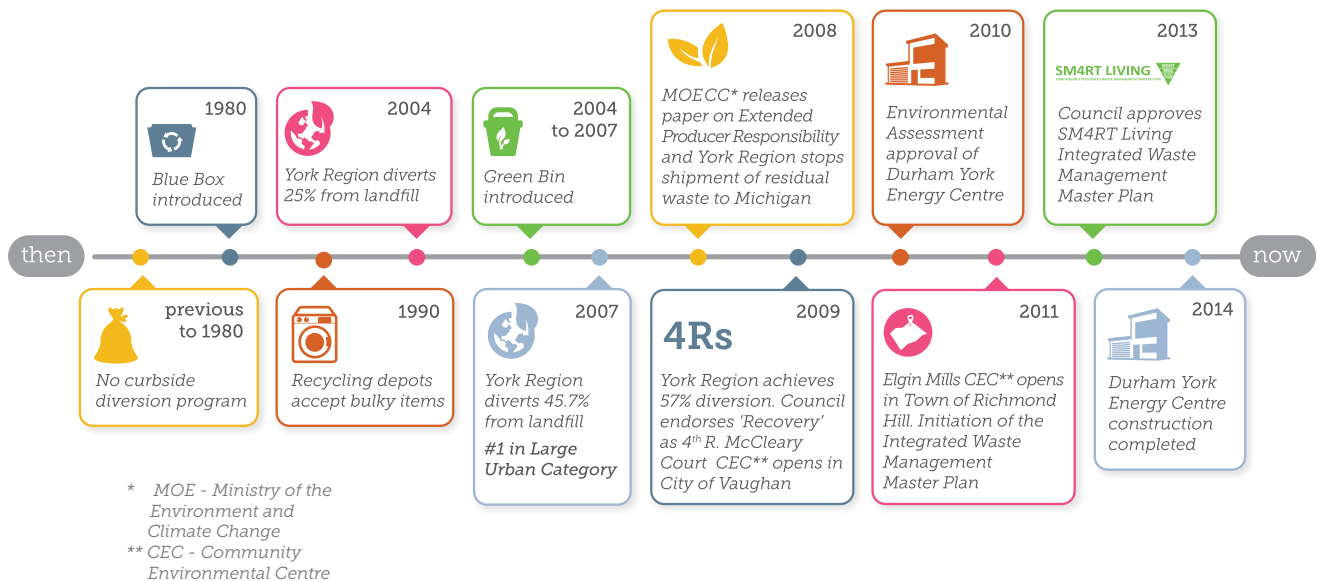 then
previous
to 1980
No curbside
diversion program
1980
Blue Box
introduced
1990
Recycling depots
accept bulky items
2004
York Region diverts
25% from landfill
2004
to 2007
Green Bin
introduced
2007
York Region
diverts 45.7%
from landfill
#1 in Large
Urban Category
2008
MOECC* releases
paper on Extended
Producer Responsibility
and York Region stops
shipment of residual
waste to Michigan
2009
4Rs
York Region achieves
57% diversion. Council
endorses ‘Recovery’
as 4th R. McCleary
Court CEC** opens in
City of Vaughan
2010
Environmental
Assessment
approval of
Durham York
Energy Centre
2011
Elgin Mills CEC** opens
in Town of Richmond
Hill. Initiation of the
Integrated Waste
Management
Master Plan
2013
SM4RT LIVING
Council approves
SM4RT Living
Integrated Waste
Management
Master Plan
2014
Durham York
Energy Centre
construction
completed
now
* MOE - Ministry of the
Environment and
Climate Change
** CEC - Community
Environmental Centre